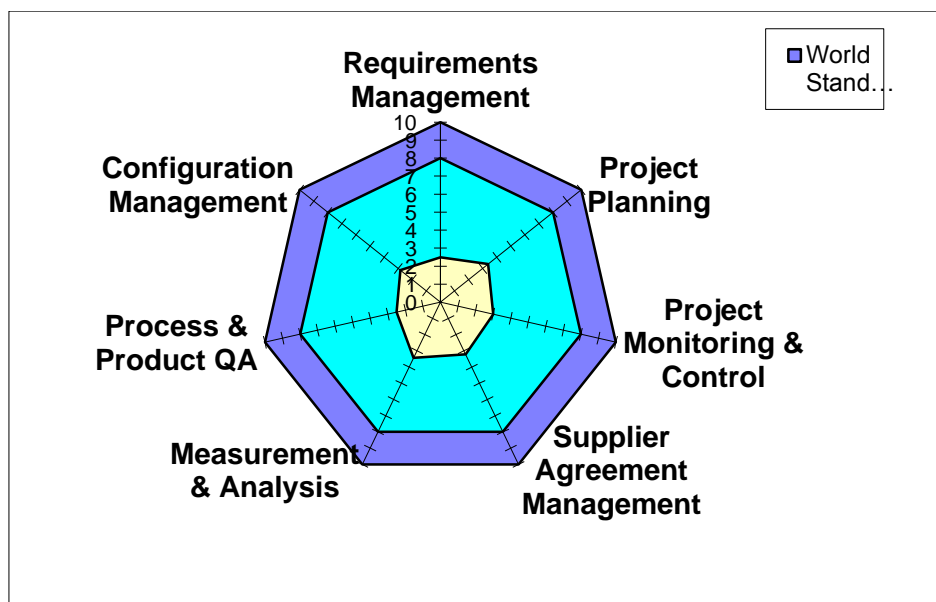 World
Stand…
Requirements
Management
10
9
8
7
6
5
4
3
2
1
0
Project
Planning
Project
Monitoring &
Control
Supplier
Agreement
Management
Measurement
& Analysis
Process &
Product QA
Configuration
Management